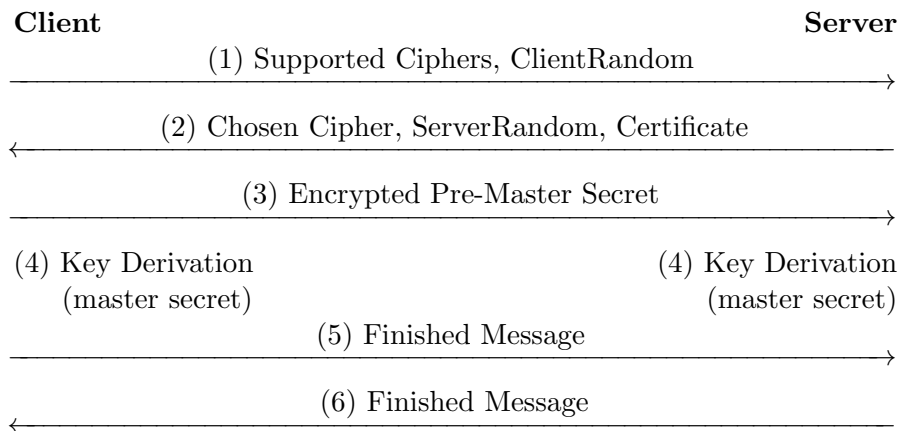 Client Server
(1) Supported Ciphers, ClientRandom
(2) Chosen Cipher, ServerRandom, Certificate
(3) Encrypted Pre-Master Secret
(4) Key Derivation (4) Key Derivation
(master secret) (master secret)
(5) Finished Message
(6) Finished Message